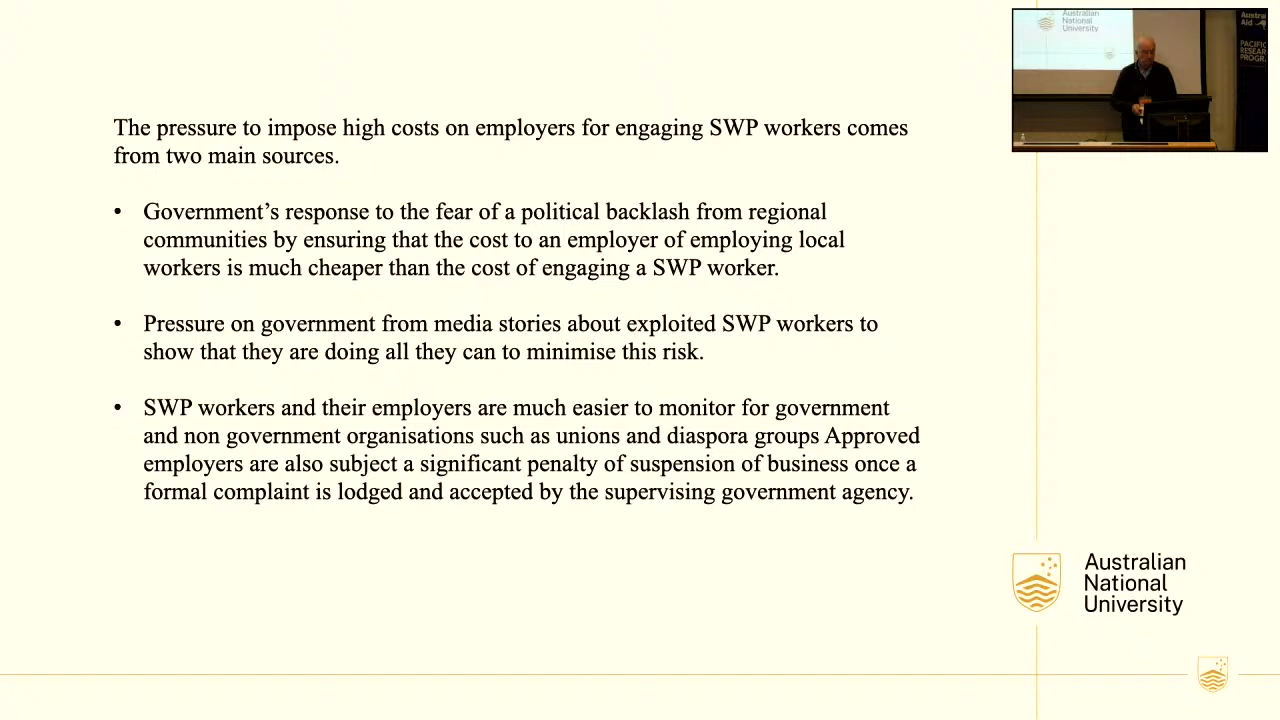 The pressure to impose high costs on employers for engaging SWP workers comes
from two main sources.
• Government’s response to the fear of a political backlash from regional
communities by ensuring that the cost to an employer of employing local
workers is much cheaper than the cost of engaging a SWP worker.
• Pressure on government from media stories about exploited SWP workers to
show that they are doing all they can to minimise this risk.
• SWP workers and their employers are much easier to monitor for government
and non government organisations such as unions and diaspora groups Approved
employers are also subject a significant penalty of suspension of business once a
formal complaint is lodged and accepted by the supervising government agency.
Australian
National
University
Australian
National
University
Aid
PACIFIC